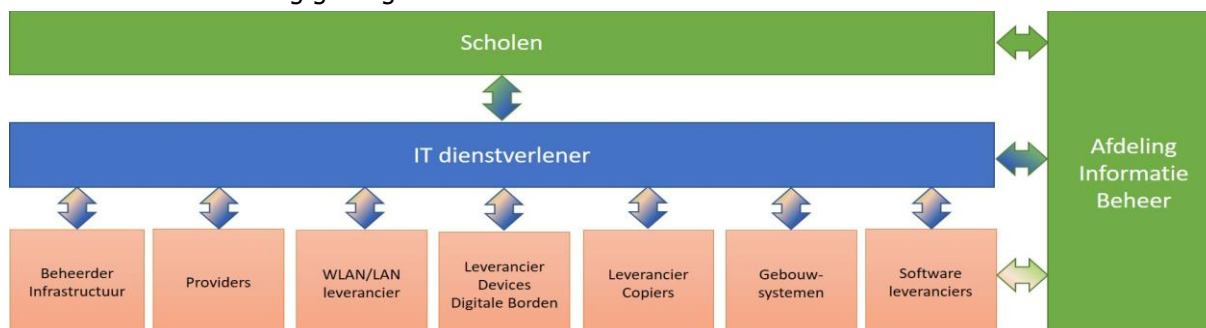 Scholen
IT dienstverlener
Afdeling
Informatie
Beheer
Beheerder
Infrastructuur
Providers
WLAN/LAN
leverancier
Leverancier
Devices
Digitale Borden
Leverancier
Copiers
Gebouw-
systemen
Software
leveranciers